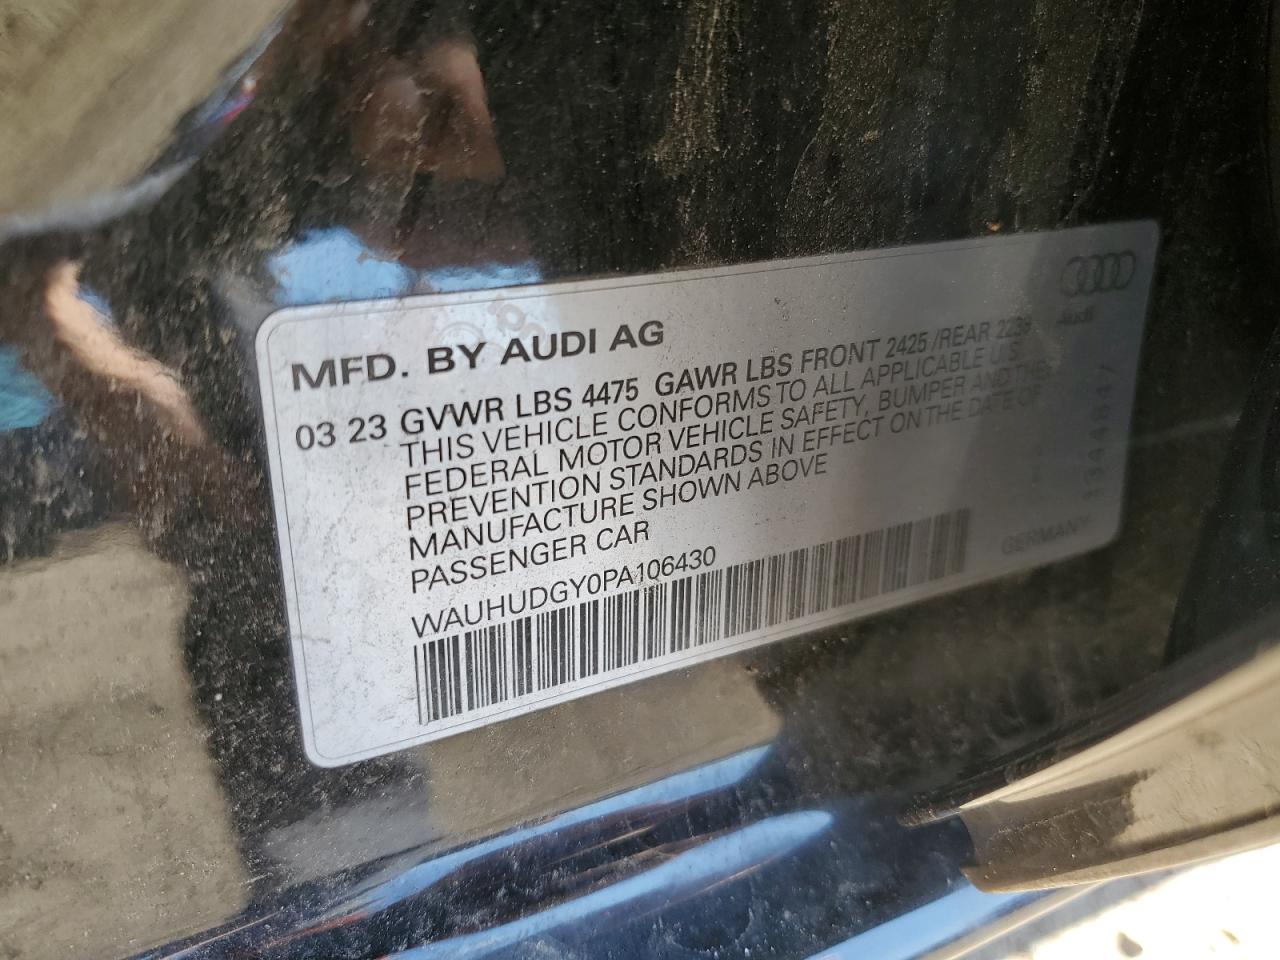 MFD. BY AUDI AG
03 23 GVWR LBS 4475 GAWR LBS FRONT 2425 /REAR 2238
THIS VEHICLE CONFORMS TO ALL APPLICABLE U.S.
FEDERAL MOTOR VEHICLE SAFETY, BUMPER AND THEFT
PREVENTION STANDARDS IN EFFECT ON THE DATE OF
MANUFACTURE SHOWN ABOVE
PASSENGER CAR
WAUHUDGY0PA106430
Audi
GERMANY